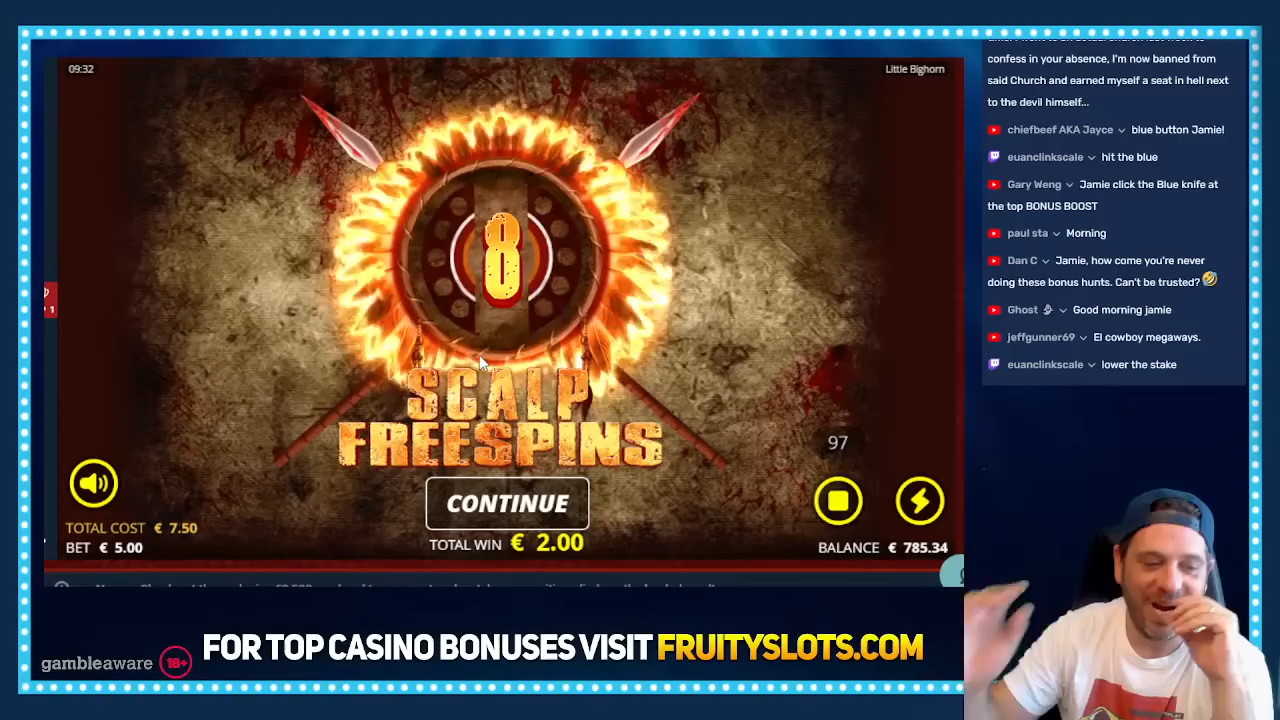 09:32
Little Bighorn
8
SCALP
FREESPINS
97
CONTINUE
TOTAL COST € 7.50
BET € 5.00
TOTAL WIN € 2.00
BALANCE € 785.34
1
confess in your absence, I'm now banned from
said Church and earned myself a seat in hell next
to the devil himself...
chiefbeef AKA Jayce blue button Jamie!
euanclinkscale hit the blue
Gary Weng Jamie click the Blue knife at
the top BONUS BOOST
paul sta Morning
Dan C Jamie, how come you're never
doing these bonus hunts. Can't be trusted? 🤣
Ghost Good morning jamie
jeffgunner69 El cowboy megaways.
euanclinkscale lower the stake
gambleaware 18+
FOR TOP CASINO BONUSES VISIT FRUITYSLOTS.COM